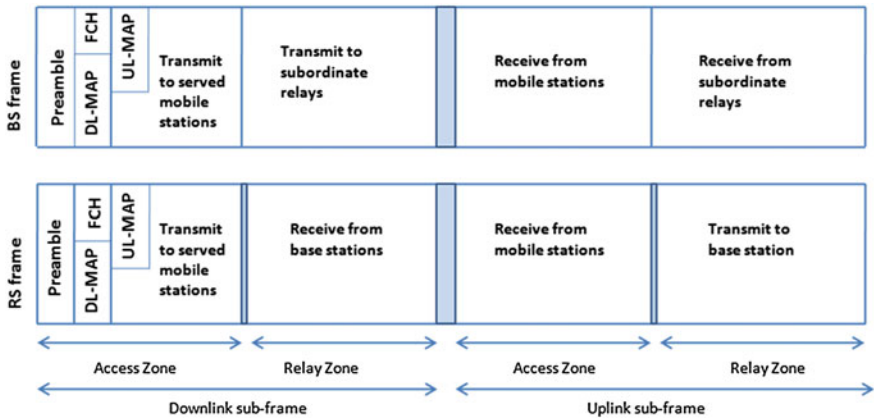 BS frame
Preamble
FCH
DL-MAP
UL-MAP
Transmit
to served
mobile
stations
Transmit to
subordinate
relays
Receive from
mobile stations
Receive from
subordinate
relays
RS frame
Preamble
FCH
DL-MAP
UL-MAP
Transmit
to served
mobile
stations
Receive from
base stations
Receive from
mobile stations
Transmit to
base station
Access Zone
Relay Zone
Access Zone
Relay Zone
Downlink sub-frame
Uplink sub-frame